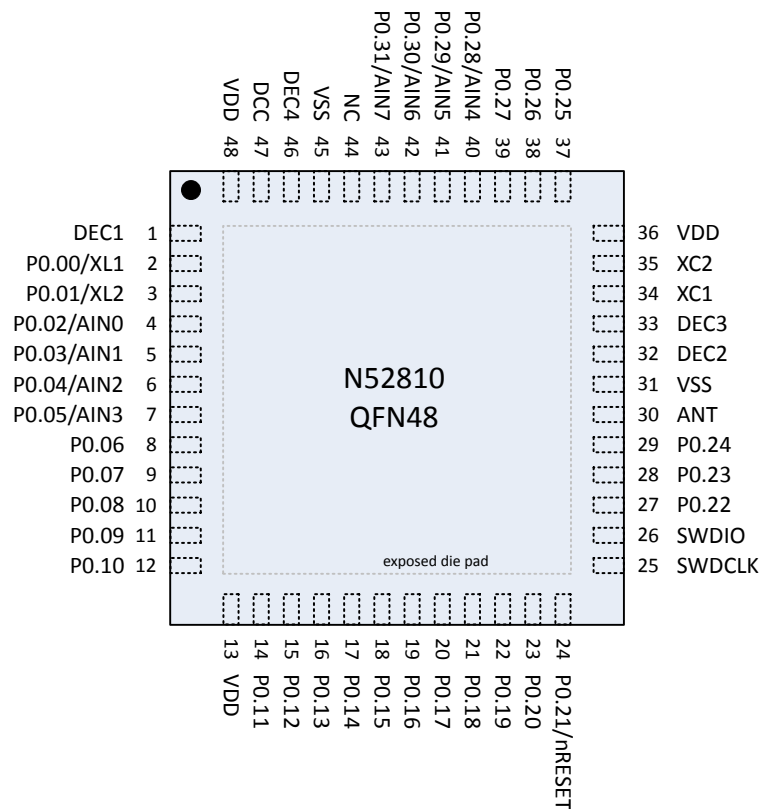 VDD 48
DCC 47
DEC4 46
VSS 45
NC 44
P0.31/AIN7 43
P0.30/AIN6 42
P0.29/AIN5 41
P0.28/AIN4 40
P0.27 39
P0.26 38
P0.25 37
DEC1 1
P0.00/XL1 2
P0.01/XL2 3
P0.02/AIN0 4
P0.03/AIN1 5
P0.04/AIN2 6
P0.05/AIN3 7
P0.06 8
P0.07 9
P0.08 10
P0.09 11
P0.10 12
N52810
QFN48
exposed die pad
36 VDD
35 XC2
34 XC1
33 DEC3
32 DEC2
31 VSS
30 ANT
29 P0.24
28 P0.23
27 P0.22
26 SWDIO
25 SWDCLK
13 VDD
14 P0.11
15 P0.12
16 P0.13
17 P0.14
18 P0.15
19 P0.16
20 P0.17
21 P0.18
22 P0.19
23 P0.20
24 P0.21/nRESET